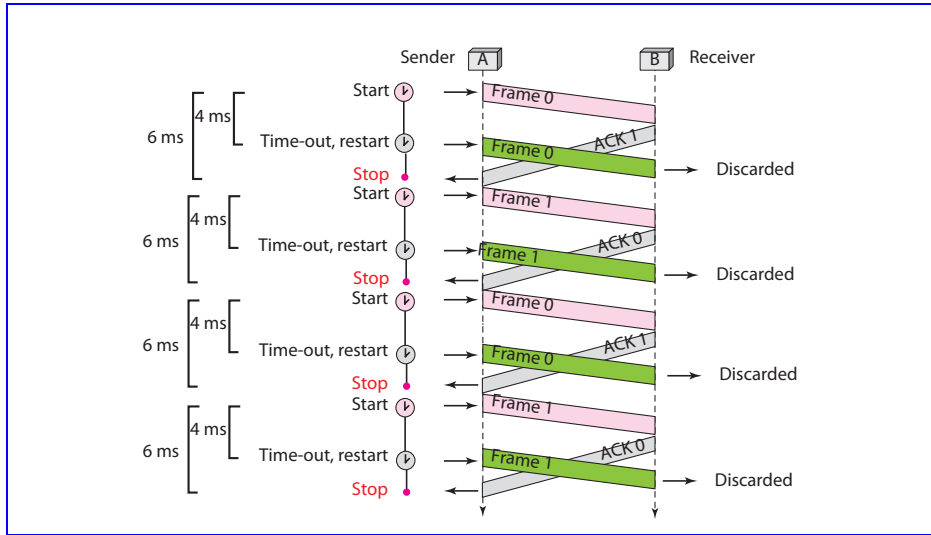 Sender A B Receiver
Start Frame 0
4 ms
6 ms Time-out, restart Frame 0 ACK 1
Stop Discarded
Start Frame 1
4 ms
6 ms Time-out, restart Frame 1 ACK 0
Stop Discarded
Start Frame 0
4 ms
6 ms Time-out, restart Frame 0 ACK 1
Stop Discarded
Start Frame 1
4 ms
6 ms Time-out, restart Frame 1 ACK 0
Stop Discarded